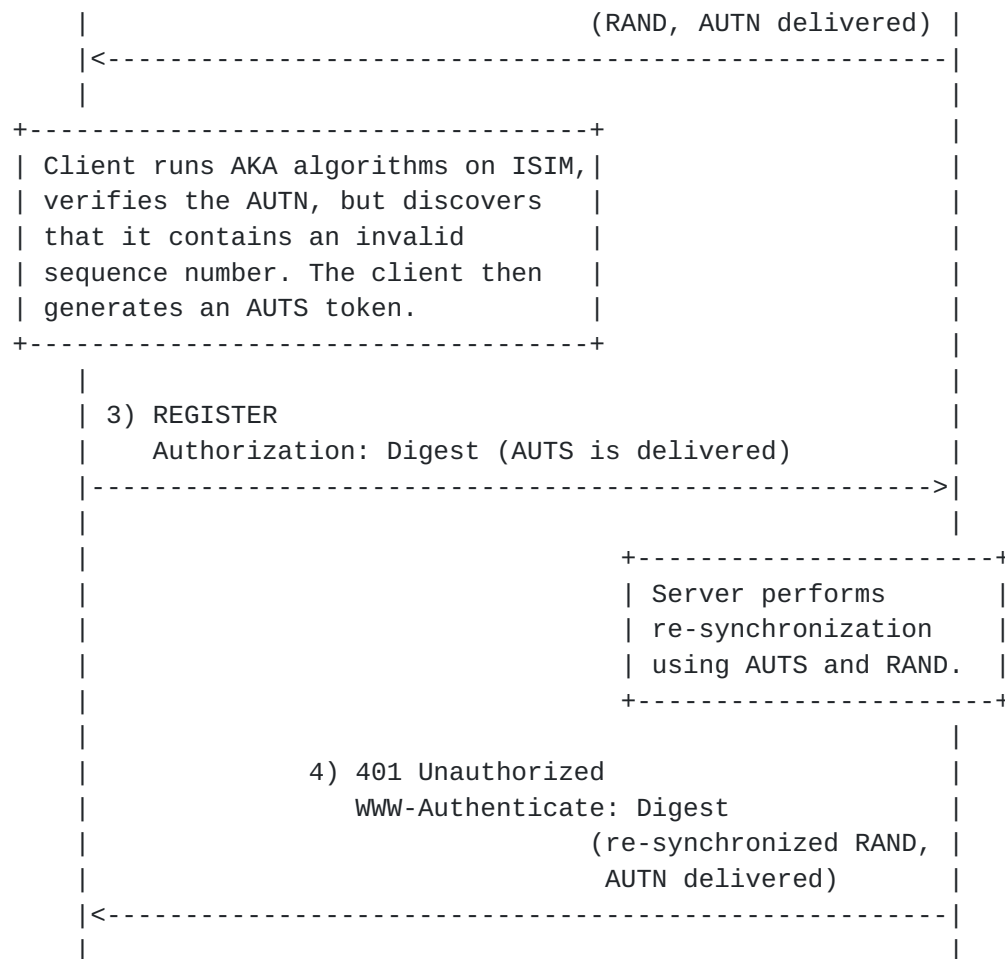 (RAND, AUTN delivered)
Client runs AKA algorithms on ISIM,
verifies the AUTN, but discovers
that it contains an invalid
sequence number. The client then
generates an AUTS token.
3) REGISTER
Authorization: Digest (AUTS is delivered)
Server performs
re-synchronization
using AUTS and RAND.
4) 401 Unauthorized
WWW-Authenticate: Digest
(re-synchronized RAND,
AUTN delivered)